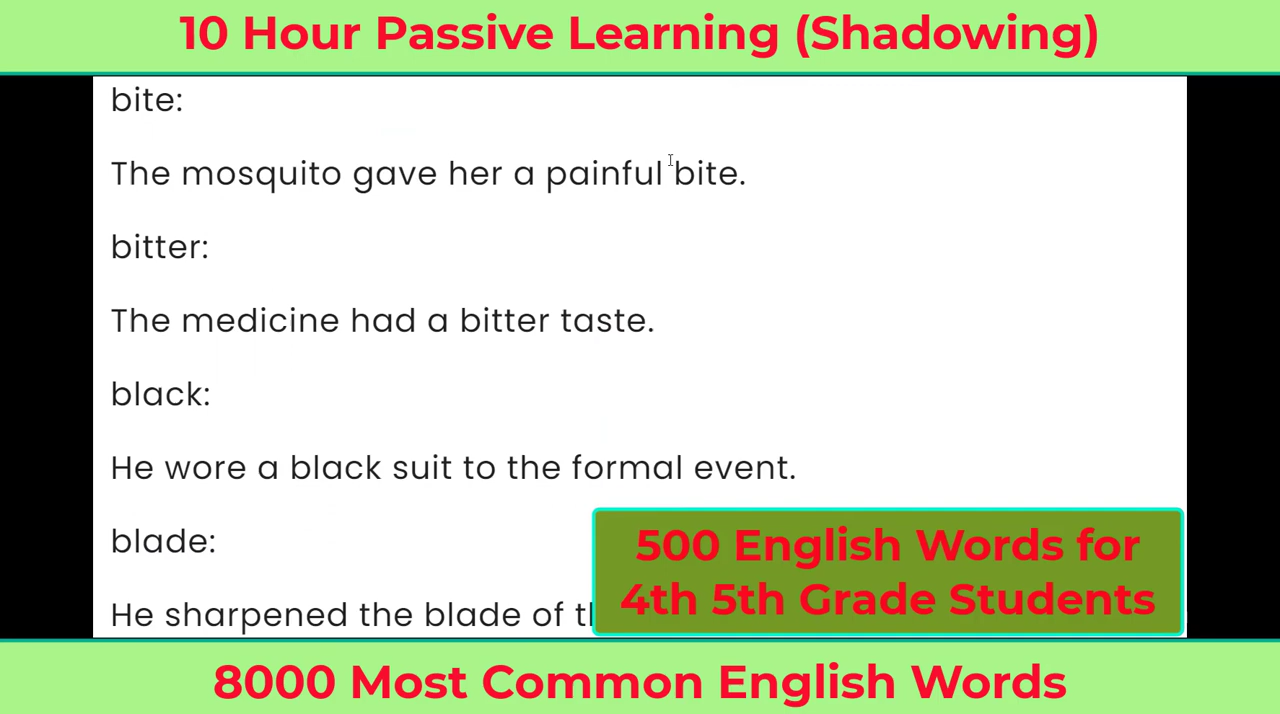 10 Hour Passive Learning (Shadowing)
bite:
The mosquito gave her a painful bite.
bitter:
The medicine had a bitter taste.
black:
He wore a black suit to the formal event.
blade:
He sharpened the blade of
500 English Words for
4th 5th Grade Students
8000 Most Common English Words